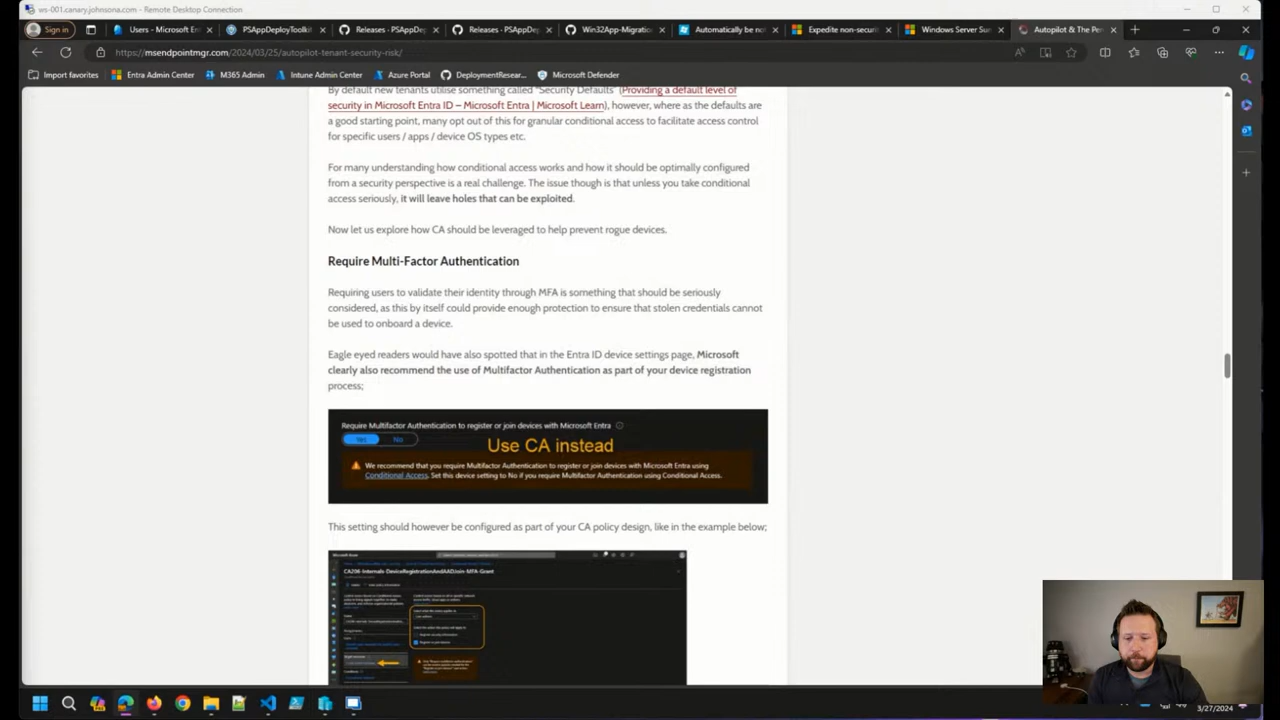 ws-001.canary.johnsona.com - Remote Desktop Connection
Sign in
Users - Microsoft En
PSAppDeployToolkit
Releases - PSAppDep
Releases - PSAppDep
Win32App-Migratio
Automatically be not
Expedite non-securi
Windows Server Sum
Autopilot & The Pen
https://msendpointmgr.com/2024/03/25/autopilot-tenant-security-risk/
Import favorites
Entra Admin Center
M365 Admin
Intune Admin Center
Azure Portal
DeploymentResear...
Microsoft Defender
By default new tenants utilise something called "Security Defaults" (Providing a default level of
security in Microsoft Entra ID – Microsoft Entra | Microsoft Learn), however, where as the defaults are
a good starting point, many opt out of this for granular conditional access to facilitate access control
for specific users / apps / device OS types etc.
For many understanding how conditional access works and how it should be optimally configured
from a security perspective is a real challenge. The issue though is that unless you take conditional
access seriously, it will leave holes that can be exploited.
Now let us explore how CA should be leveraged to help prevent rogue devices.
Require Multi-Factor Authentication
Requiring users to validate their identity through MFA is something that should be seriously
considered, as this by itself could provide enough protection to ensure that stolen credentials cannot
be used to onboard a device.
Eagle eyed readers would have also spotted that in the Entra ID device settings page, Microsoft
clearly also recommend the use of Multifactor Authentication as part of your device registration
process;
Require Multifactor Authentication to register or join devices with Microsoft Entra
Yes No
Use CA instead
We recommend that you require Multifactor Authentication to register or join devices with Microsoft Entra using
Conditional Access. Set this device setting to No if you require Multifactor Authentication using Conditional Access.
This setting should however be configured as part of your CA policy design, like in the example below;
Microsoft Entra
CA206-Internals-DeviceRegistrationAndAADJoin-MFA-Grant
3/27/2024